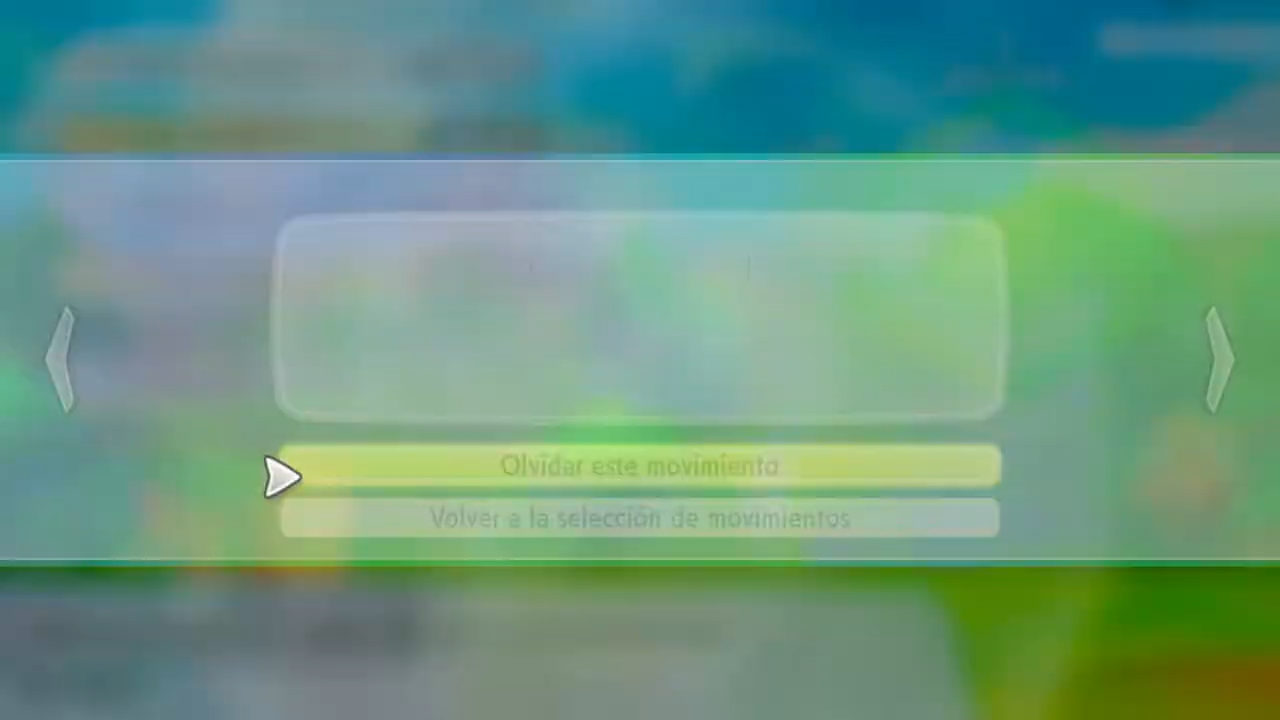 Olvidar este movimiento
Volver a la selección de movimientos